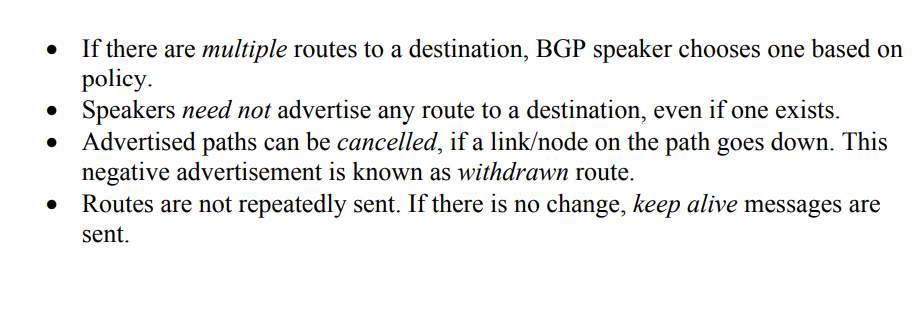 • If there are multiple routes to a destination, BGP speaker chooses one based on
policy.
• Speakers need not advertise any route to a destination, even if one exists.
• Advertised paths can be cancelled, if a link/node on the path goes down. This
negative advertisement is known as withdrawn route.
• Routes are not repeatedly sent. If there is no change, keep alive messages are
sent.